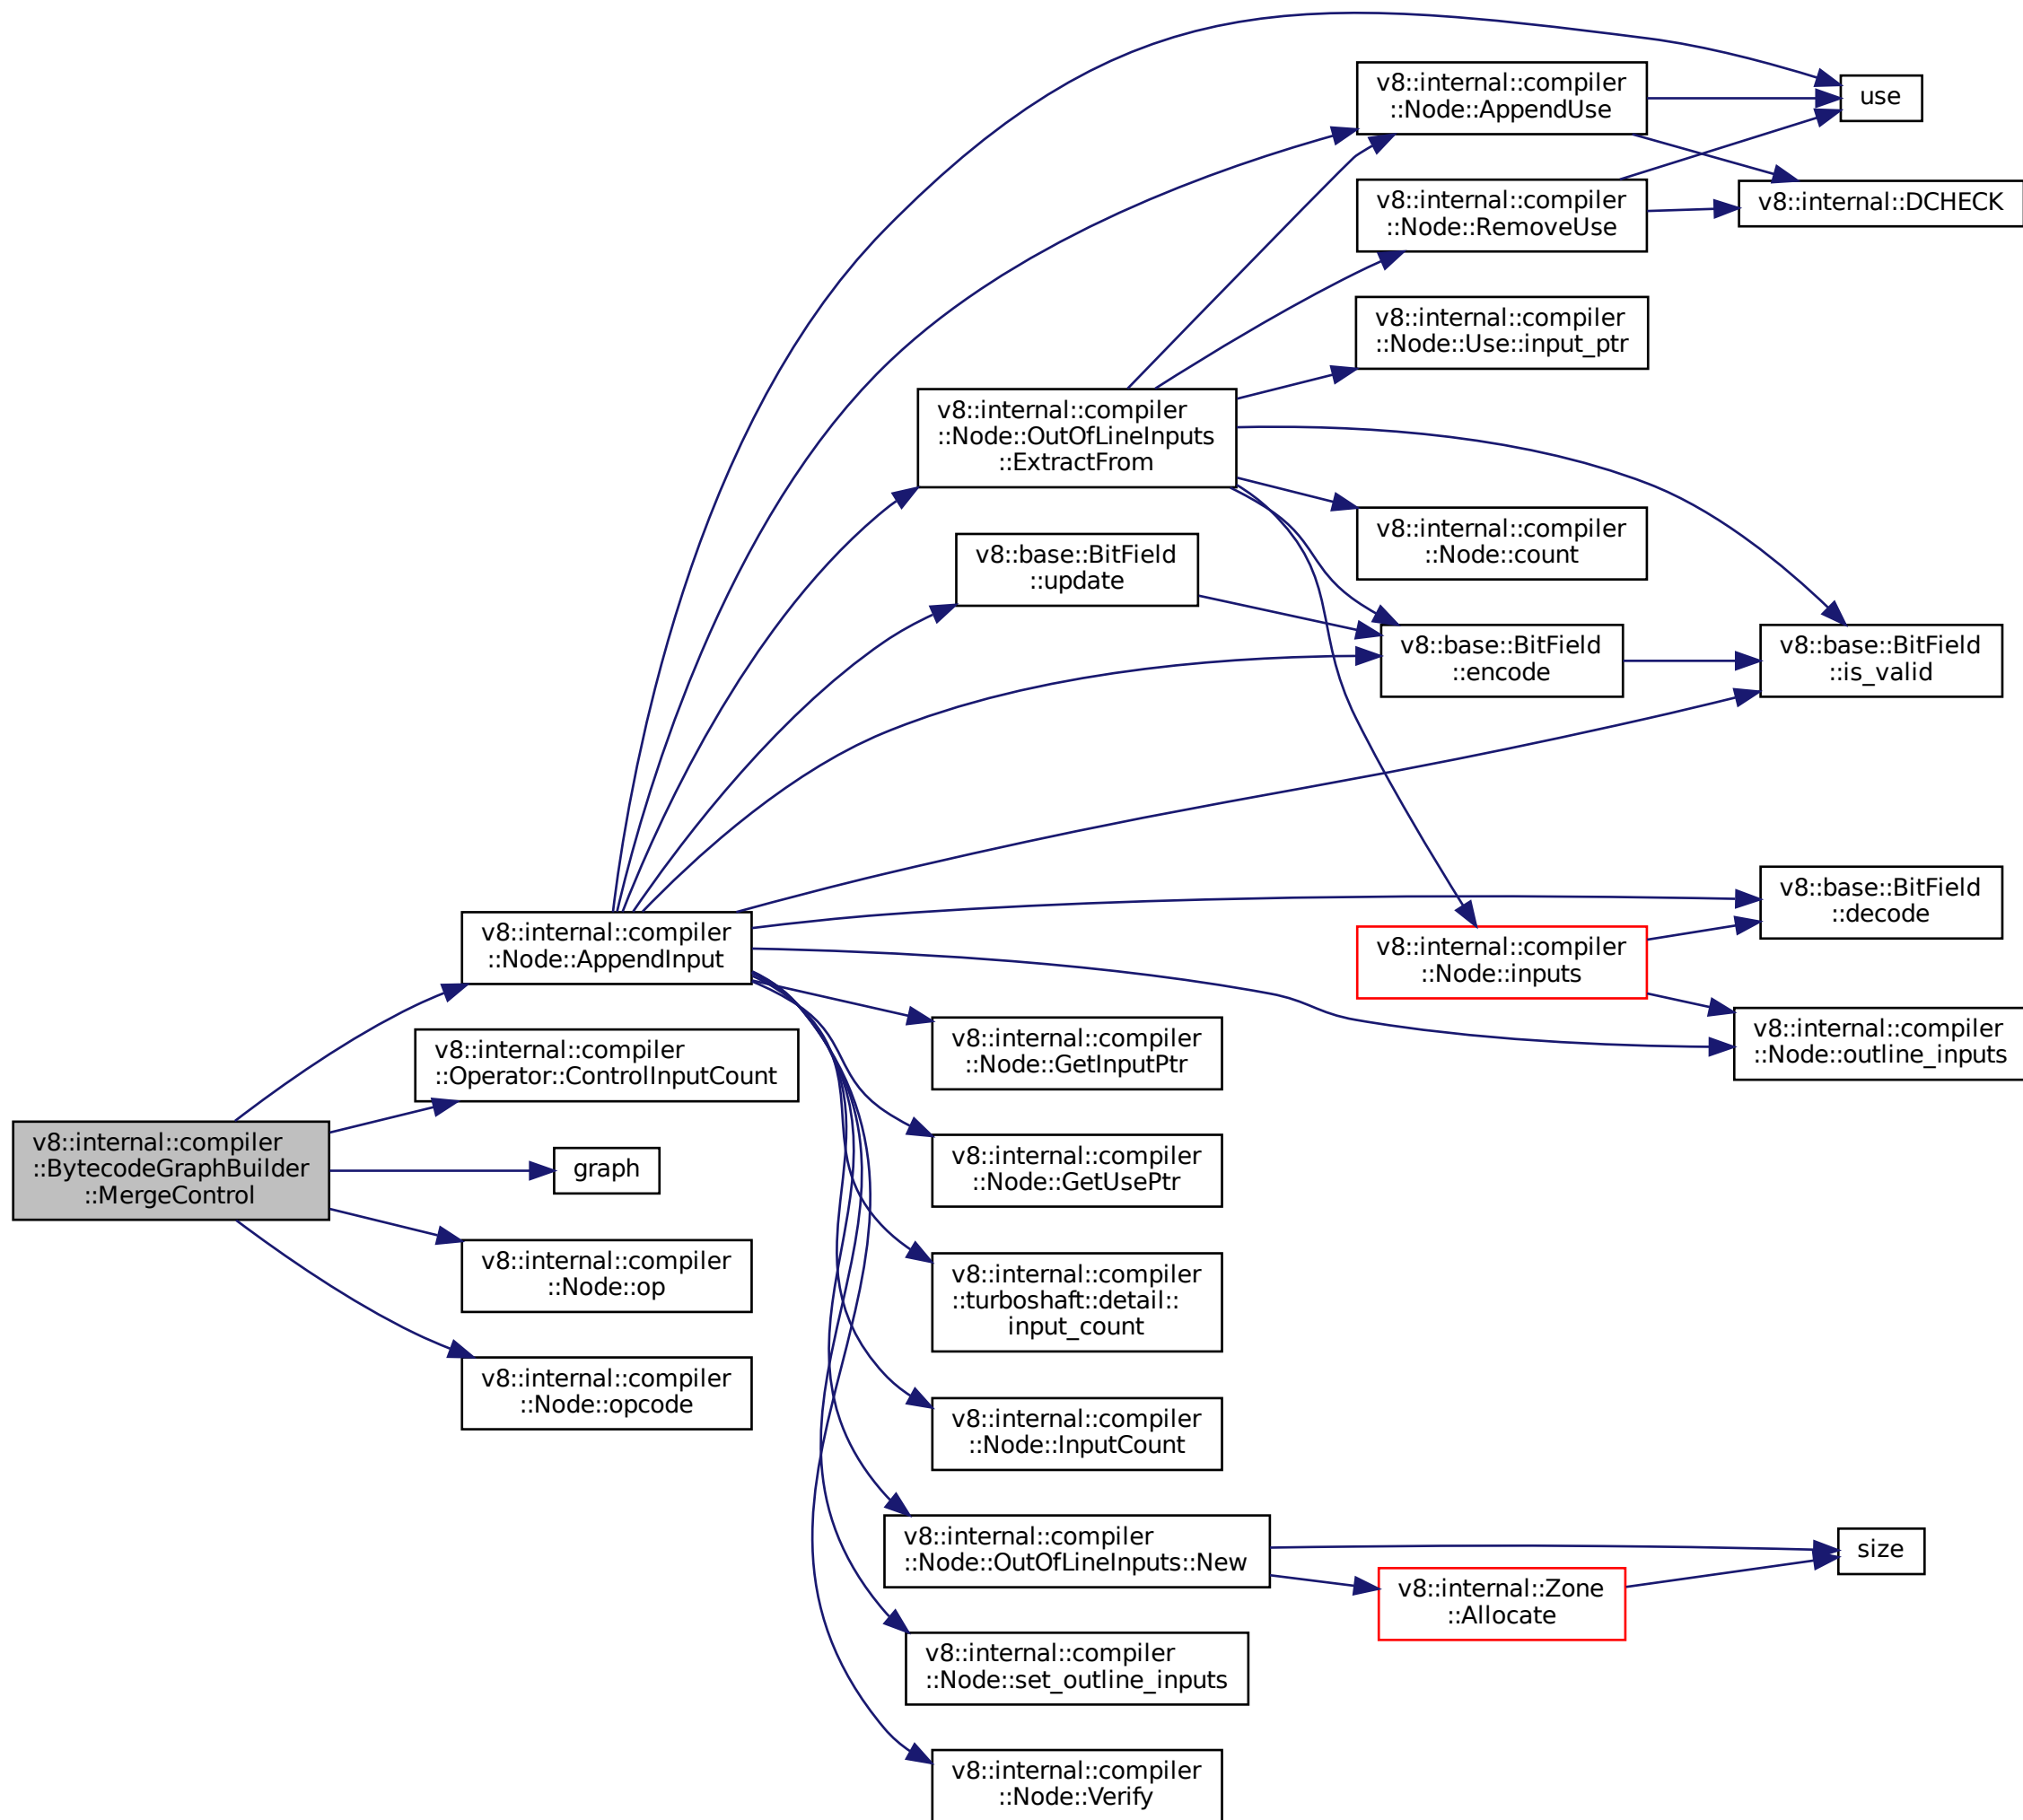 v8::internal::compiler
::Node::AppendUse
use
v8::internal::compiler
::Node::RemoveUse
v8::internal::DCHECK
v8::internal::compiler
::Node::Use::input_ptr
v8::internal::compiler
::Node::OutOfLineInputs
::ExtractFrom
v8::internal::compiler
::Node::count
v8::base::BitField
::update
v8::base::BitField
::encode
v8::base::BitField
::is_valid
v8::base::BitField
::decode
v8::internal::compiler
::Node::AppendInput
v8::internal::compiler
::Node::inputs
v8::internal::compiler
::Node::outline_inputs
v8::internal::compiler
::Node::GetInputPtr
v8::internal::compiler
::Operator::ControlInputCount
v8::internal::compiler
::BytecodeGraphBuilder
::MergeControl
graph
v8::internal::compiler
::Node::GetUsePtr
v8::internal::compiler
::Node::op
v8::internal::compiler
::turboshaft::detail::
input_count
v8::internal::compiler
::Node::opcode
v8::internal::compiler
::Node::InputCount
v8::internal::compiler
::Node::OutOfLineInputs::New
size
v8::internal::Zone
::Allocate
v8::internal::compiler
::Node::set_outline_inputs
v8::internal::compiler
::Node::Verify